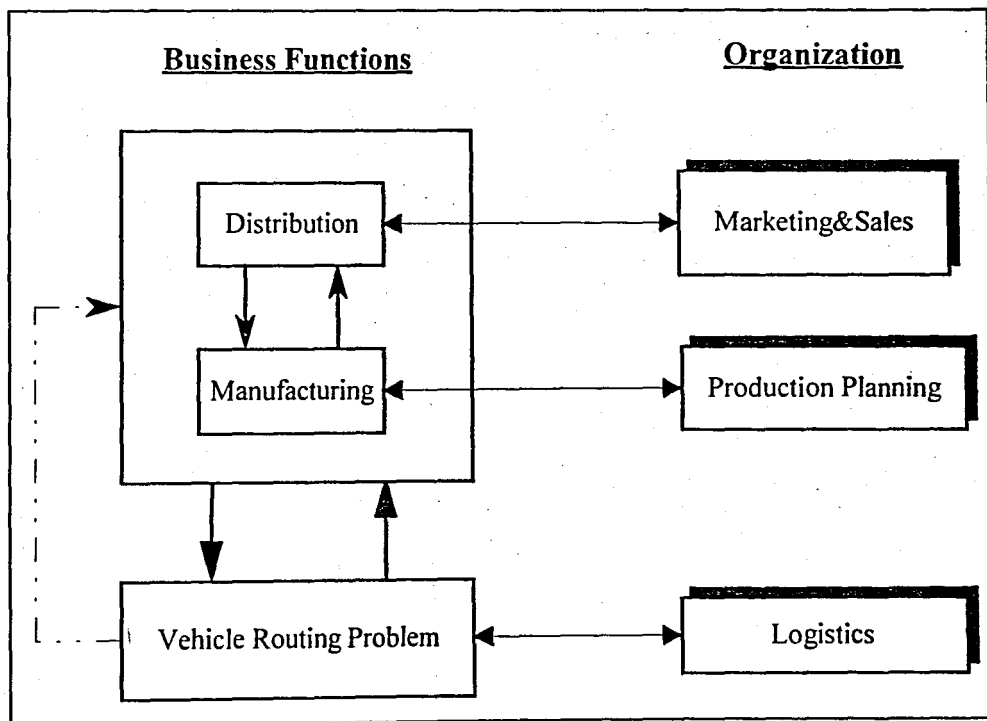 Business Functions
Organization
Distribution
Marketing&Sales
Manufacturing
Production Planning
Vehicle Routing Problem
Logistics